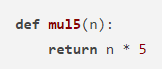 def mul5(n):
    return n * 5